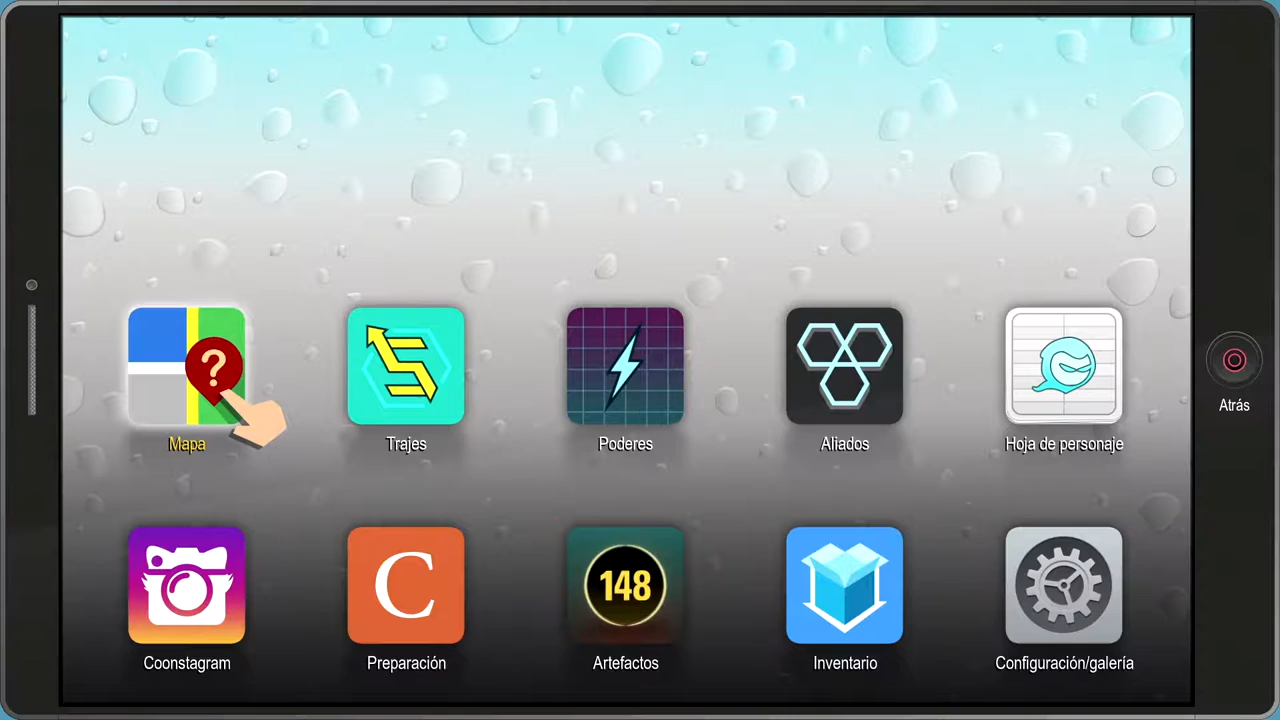 ?
Mapa
Trajes
Poderes
Aliados
Hoja de personaje
Atrás
C
148
Coonstagram
Preparación
Artefactos
Inventario
Configuración/galería